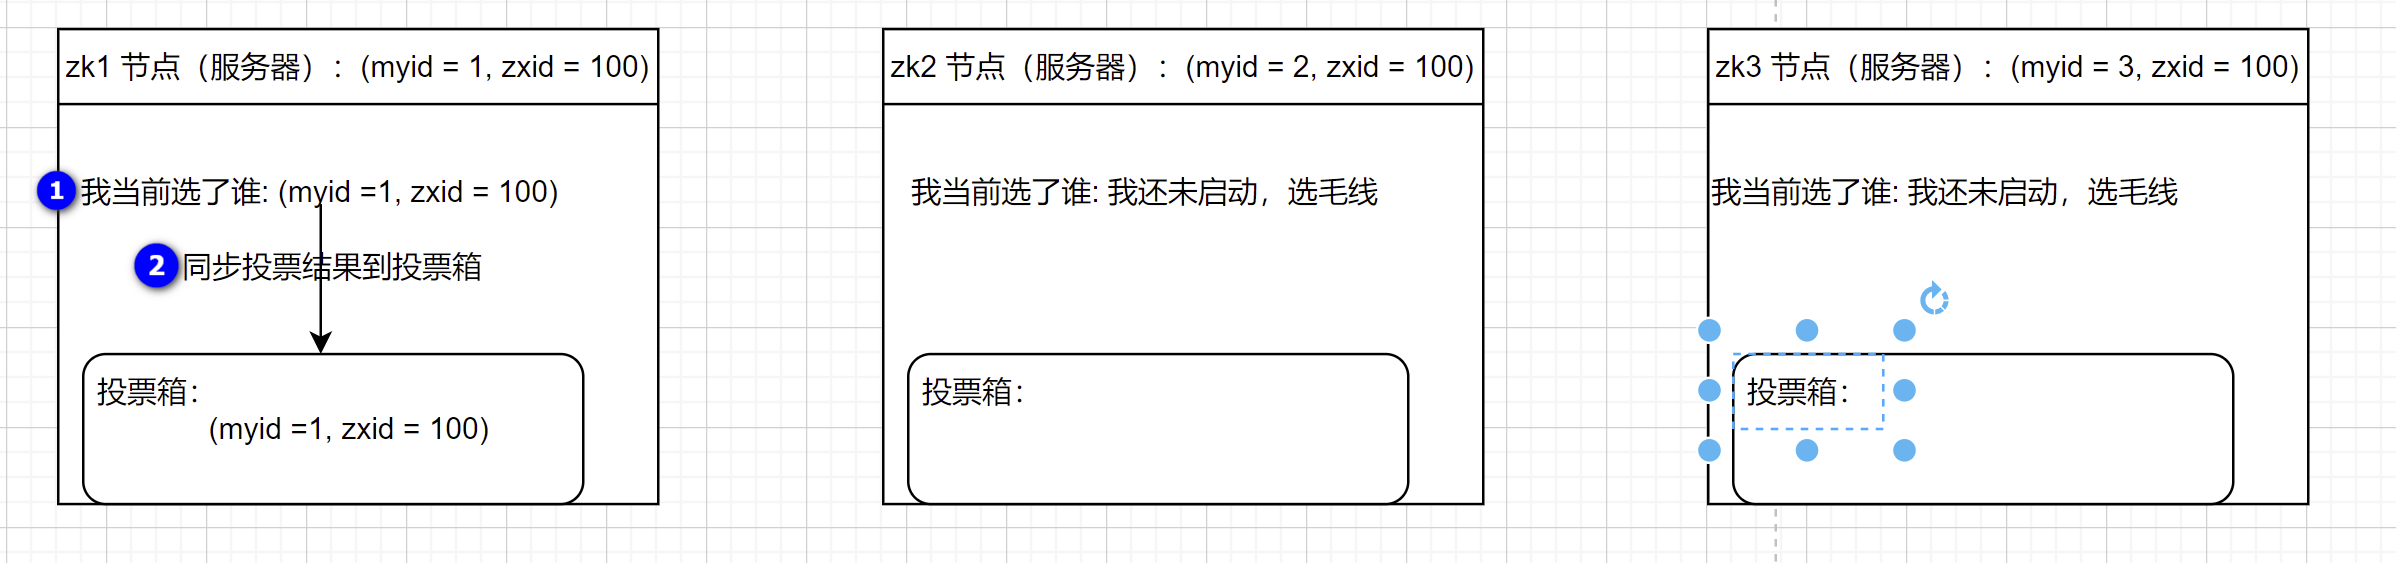 zk1 节点（服务器）：(myid = 1, zxid = 100)
1 我当前选了谁: (myid =1, zxid = 100)
2 同步投票结果到投票箱
投票箱：
(myid =1, zxid = 100)
zk2 节点（服务器）：(myid = 2, zxid = 100)
我当前选了谁: 我还未启动，选毛线
投票箱：
zk3 节点（服务器）：(myid = 3, zxid = 100)
我当前选了谁: 我还未启动，选毛线
投票箱：